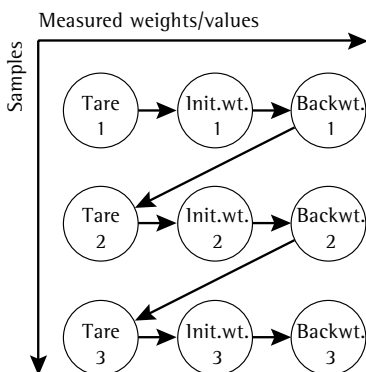 Measured weights/values
Samples
Tare
1
Init.wt.
1
Backwt.
1
Tare
2
Init.wt.
2
Backwt.
2
Tare
3
Init.wt.
3
Backwt.
3